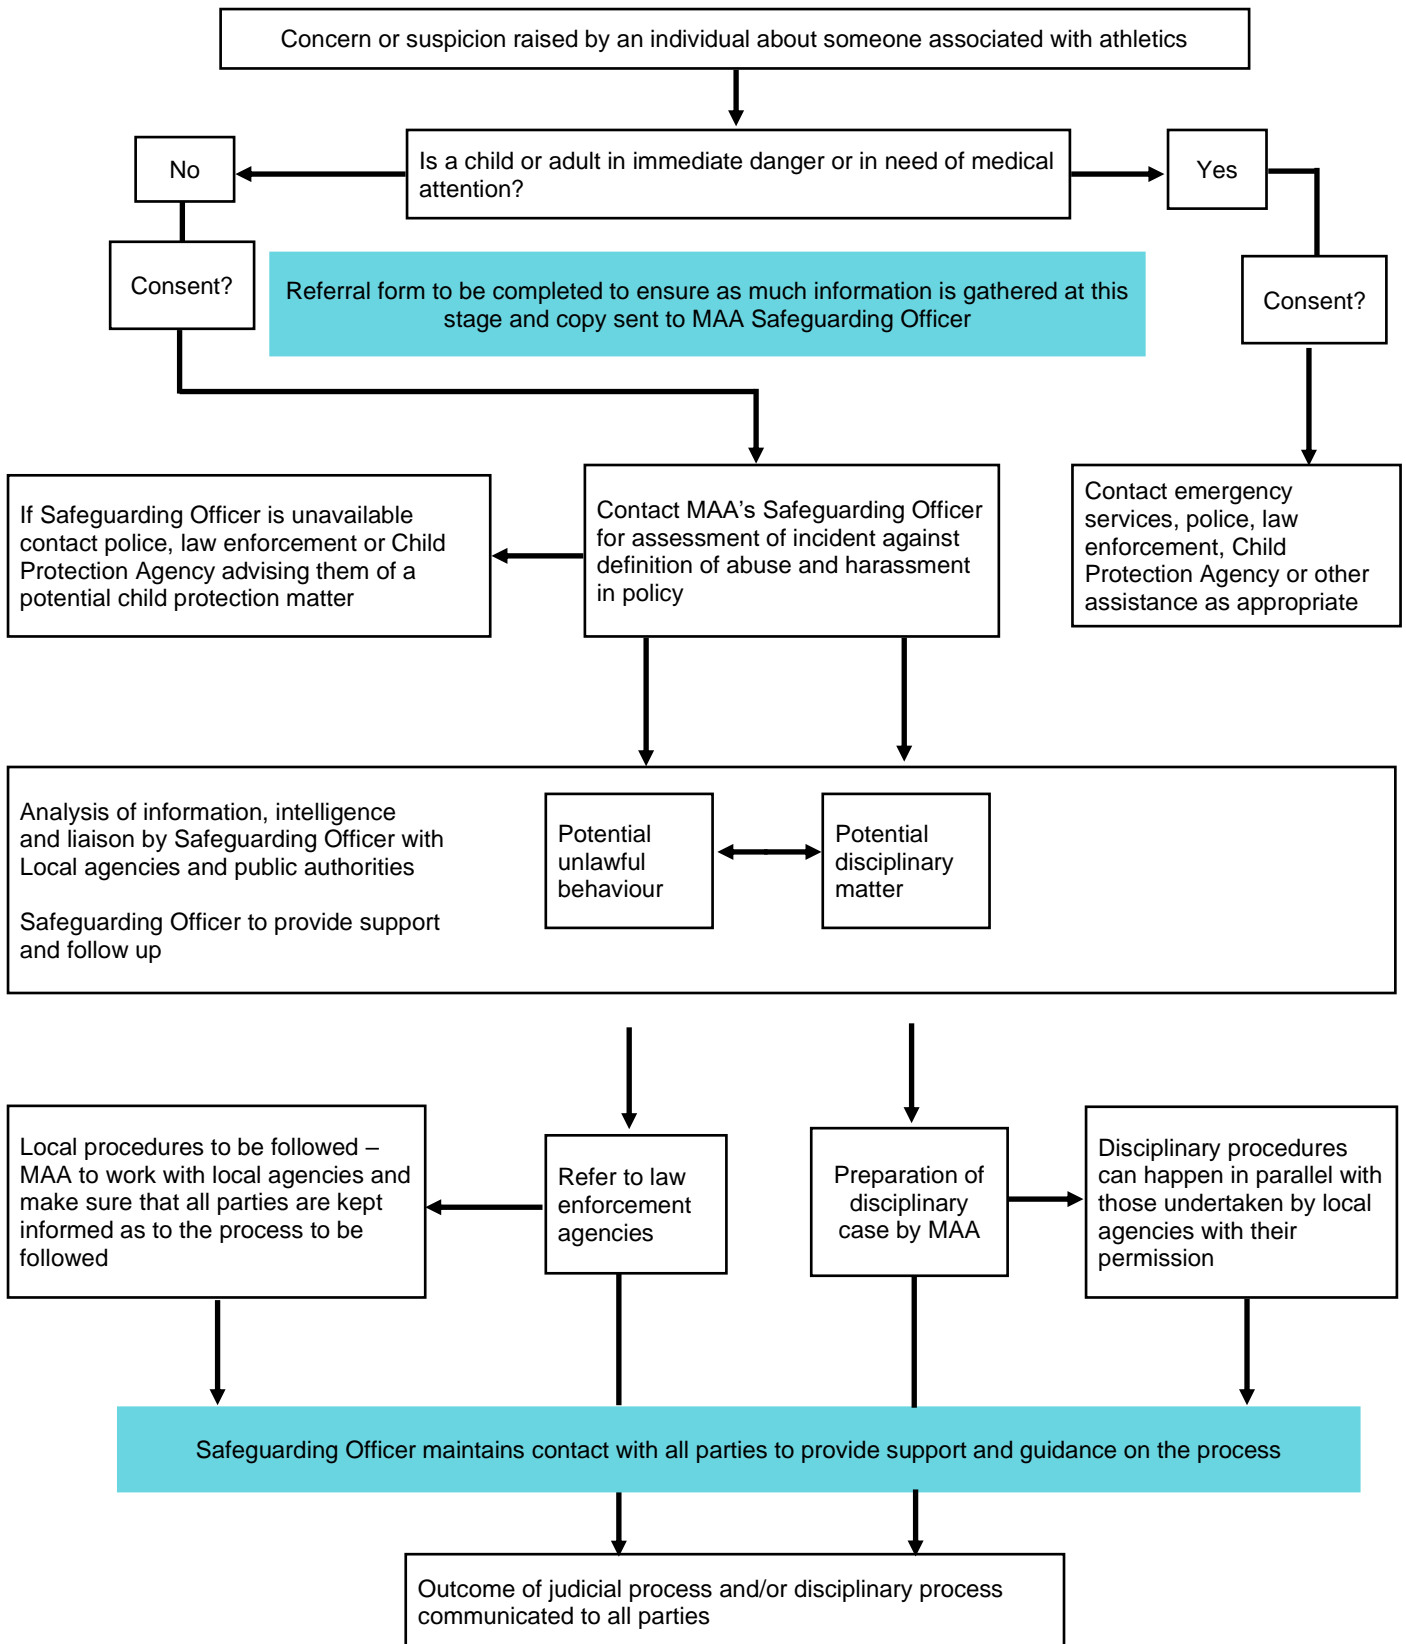 Concern or suspicion raised by an individual about someone associated with athletics
No
Is a child or adult in immediate danger or in need of medical
attention?
Yes
Consent?
Referral form to be completed to ensure as much information is gathered at this
stage and copy sent to MAA Safeguarding Officer
Consent?
If Safeguarding Officer is unavailable
contact police, law enforcement or Child
Protection Agency advising them of a
potential child protection matter
Contact MAA’s Safeguarding Officer
for assessment of incident against
definition of abuse and harassment
in policy
Contact emergency
services, police, law
enforcement, Child
Protection Agency or other
assistance as appropriate
Analysis of information, intelligence
and liaison by Safeguarding Officer with
Local agencies and public authorities
Safeguarding Officer to provide support
and follow up
Potential
unlawful
behaviour
Potential
disciplinary
matter
Local procedures to be followed –
MAA to work with local agencies and
make sure that all parties are kept
informed as to the process to be
followed
Refer to law
enforcement
agencies
Preparation of
disciplinary
case by MAA
Disciplinary procedures
can happen in parallel with
those undertaken by local
agencies with their
permission
Safeguarding Officer maintains contact with all parties to provide support and guidance on the process
Outcome of judicial process and/or disciplinary process
communicated to all parties